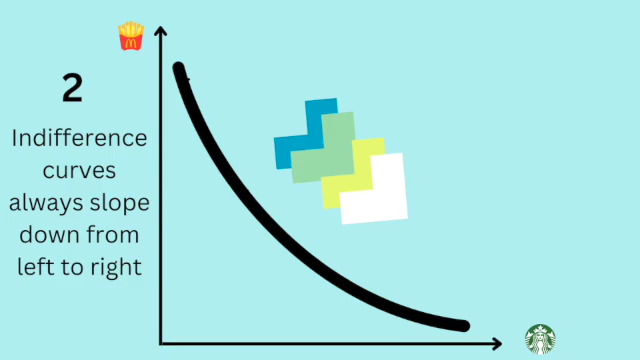 2
Indifference
curves
always slope
down from
left to right